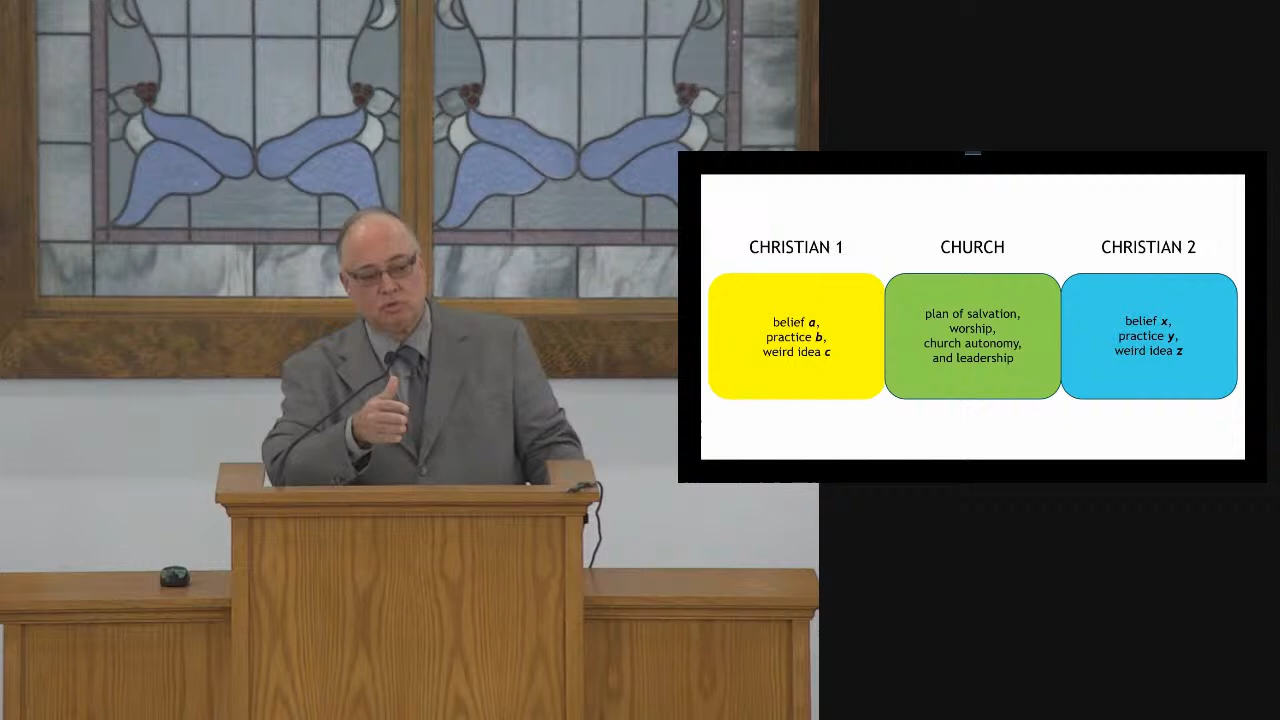 CHRISTIAN 1
CHURCH
CHRISTIAN 2
belief a,
practice b,
weird idea c
plan of salvation,
worship,
church autonomy,
and leadership
belief x,
practice y,
weird idea z